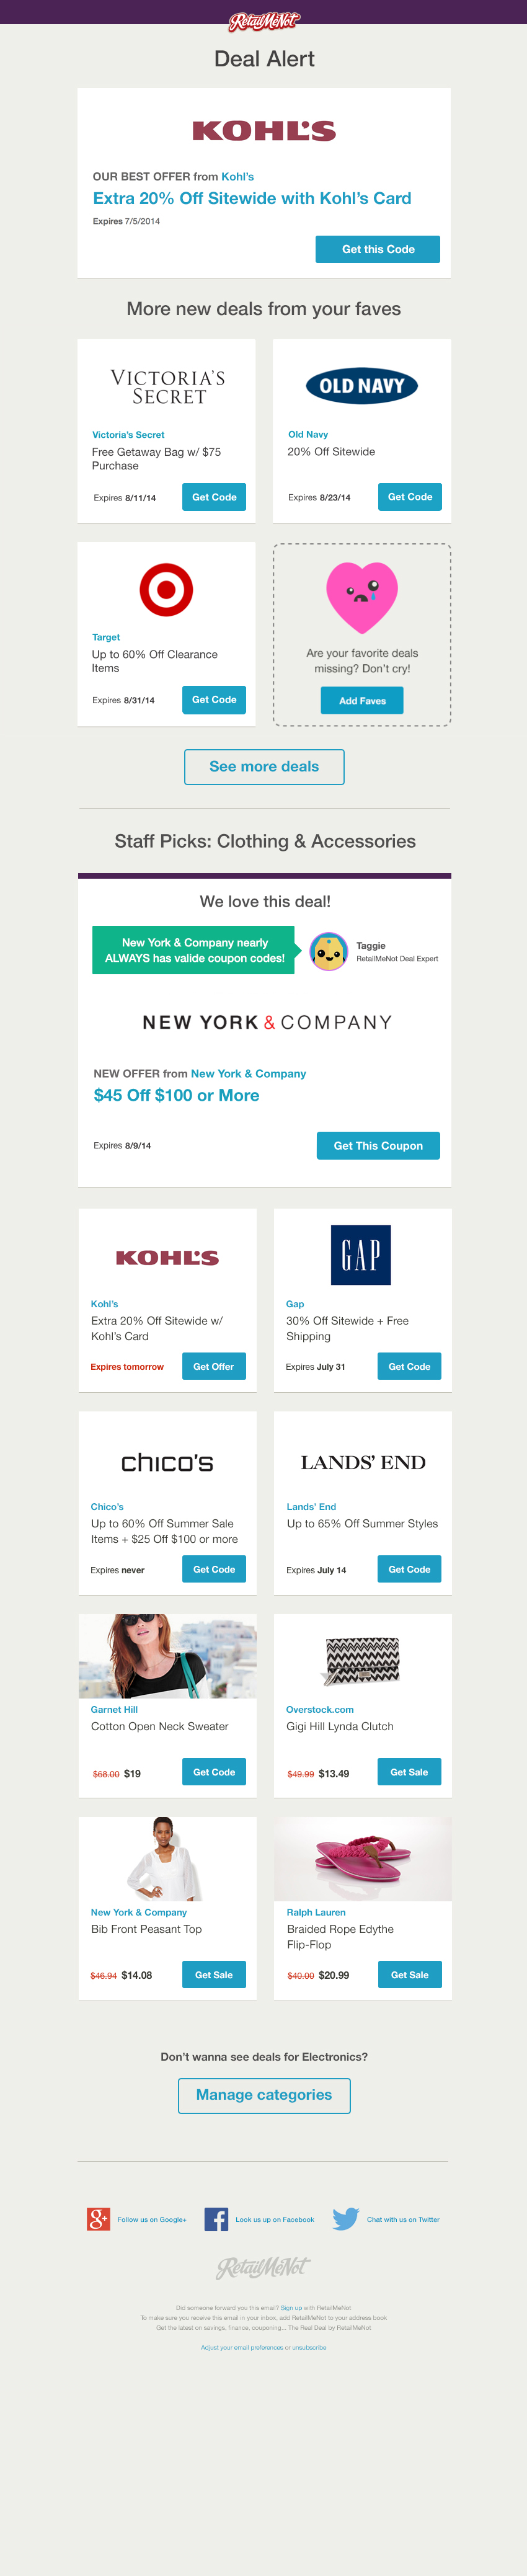 RetailMeNot
Deal Alert
KOHL'S
OUR BEST OFFER from Kohl's
Extra 20% Off Sitewide with Kohl's Card
Expires 7/5/2014
Get this Code
More new deals from your faves
VICTORIA'S
SECRET
Victoria's Secret
Free Getaway Bag w/ $75
Purchase
Expires 8/11/14
Get Code
OLD NAVY
Old Navy
20% Off Sitewide
Expires 8/23/14
Get Code
Target
Up to 60% Off Clearance
Items
Expires 8/31/14
Get Code
Are your favorite deals
missing? Don't cry!
Add Faves
See more deals
Staff Picks: Clothing & Accessories
We love this deal!
New York & Company nearly
ALWAYS has valide coupon codes!
Taggie
RetailMeNot Deal Expert
NEW YORK & COMPANY
NEW OFFER from New York & Company
$45 Off $100 or More
Expires 8/9/14
Get This Coupon
KOHL'S
Kohl's
Extra 20% Off Sitewide w/
Kohl's Card
Expires tomorrow
Get Offer
GAP
Gap
30% Off Sitewide + Free
Shipping
Expires July 31
Get Code
chico's
Chico's
Up to 60% Off Summer Sale
Items + $25 Off $100 or more
Expires never
Get Code
LANDS' END
Lands' End
Up to 65% Off Summer Styles
Expires July 14
Get Code
Garnet Hill
Cotton Open Neck Sweater
$68.00 $19
Get Code
Overstock.com
Gigi Hill Lynda Clutch
$49.99 $13.49
Get Sale
New York & Company
Bib Front Peasant Top
$46.94 $14.08
Get Sale
Ralph Lauren
Braided Rope Edythe
Flip-Flop
$40.00 $20.99
Get Sale
Don't wanna see deals for Electronics?
Manage categories
g+
Follow us on Google+
f
Look us up on Facebook
Chat with us on Twitter
RetailMeNot
Did someone forward you this email? Sign up with RetailMeNot
To make sure you receive this email in your inbox, add RetailMeNot to your address book
Get the latest on savings, finance, couponing... The Real Deal by RetailMeNot
Adjust your email preferences or unsubscribe